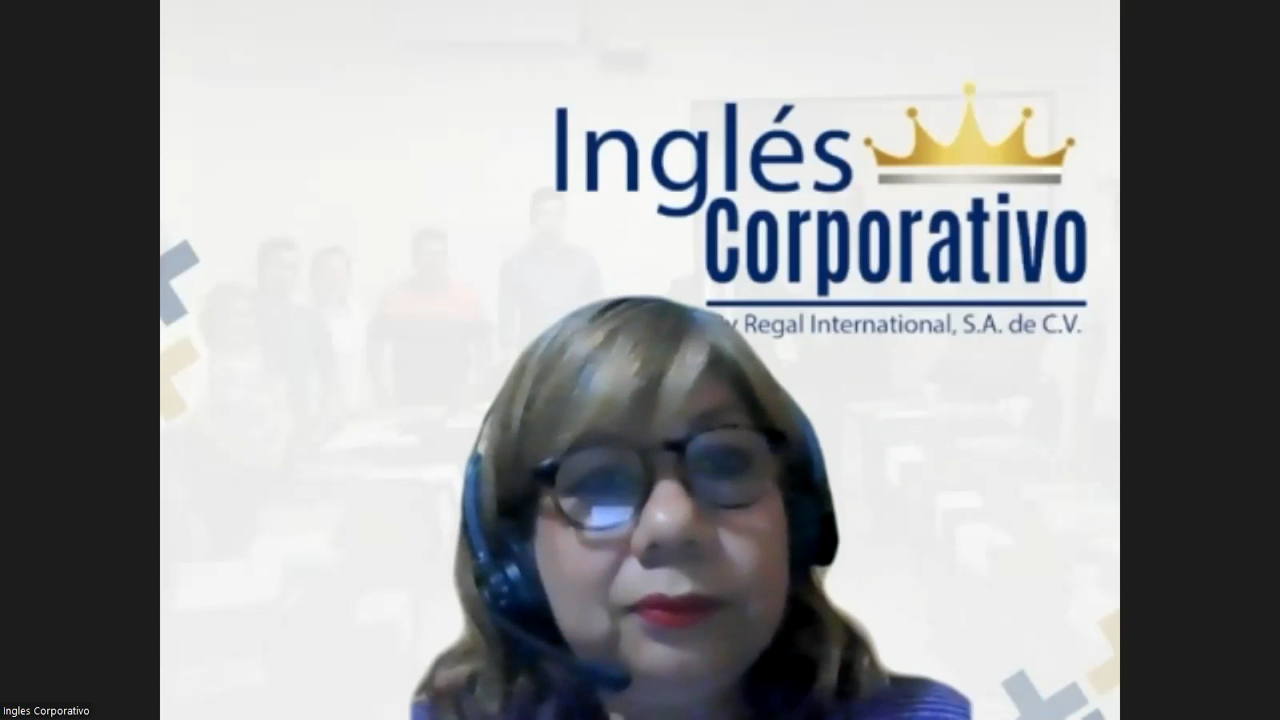 Inglés
Corporativo
Regal International, S.A. de C.V.
Ingles Corporativo